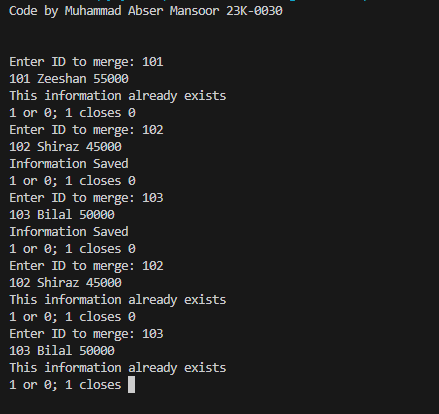 Code by Muhammad Abser Mansoor 23K-0030
Enter ID to merge: 101
101 Zeeshan 55000
This information already exists
1 or 0; 1 closes 0
Enter ID to merge: 102
102 Shiraz 45000
Information Saved
1 or 0; 1 closes 0
Enter ID to merge: 103
103 Bilal 50000
Information Saved
1 or 0; 1 closes 0
Enter ID to merge: 102
102 Shiraz 45000
This information already exists
1 or 0; 1 closes 0
Enter ID to merge: 103
103 Bilal 50000
This information already exists
1 or 0; 1 closes